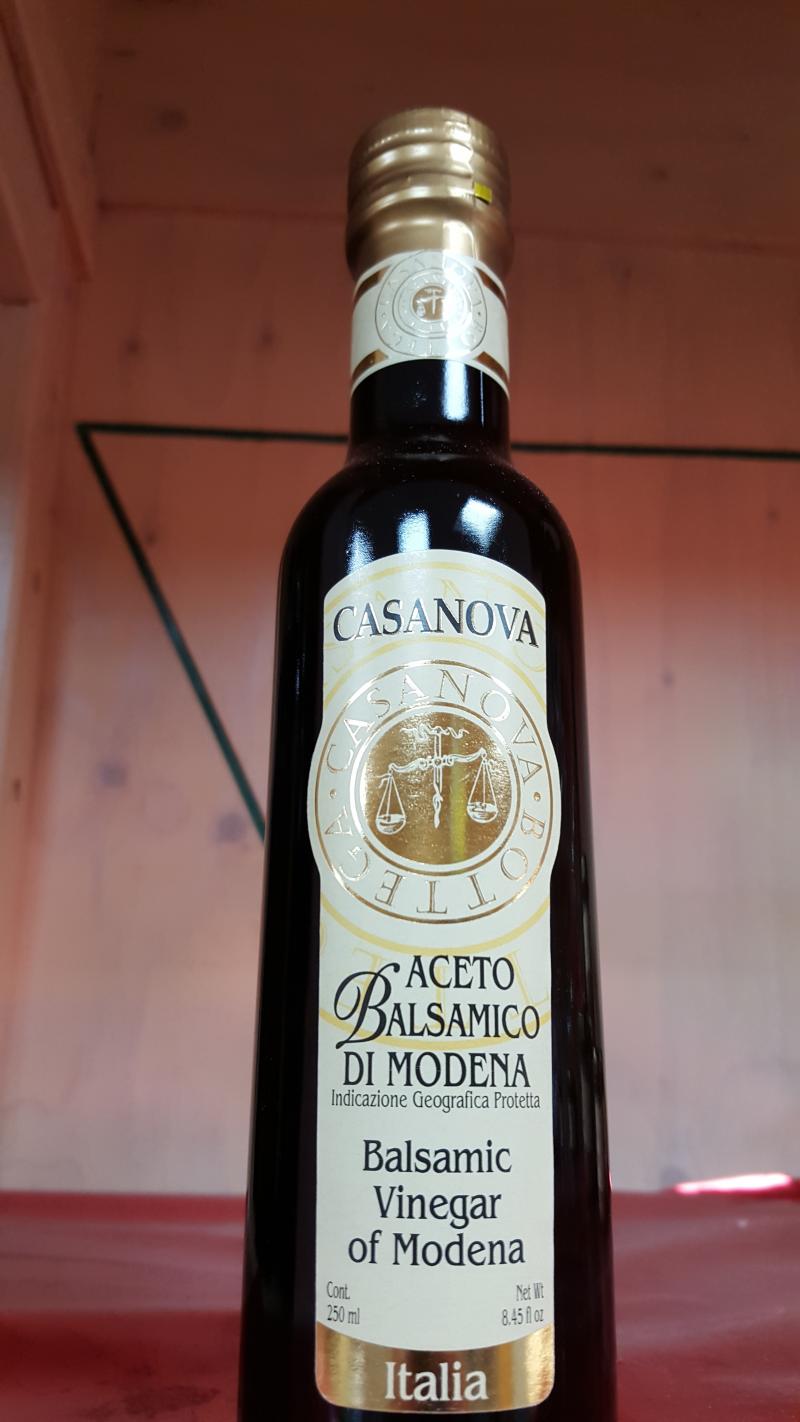 CASANOVA
CASANOVA · BOTTEGA ·
ACETO
BALSAMICO
DI MODENA
Indicazione Geografica Protetta
Balsamic
Vinegar
of Modena
Cont.
250 ml
Net Wt
8.45 fl oz
Italia